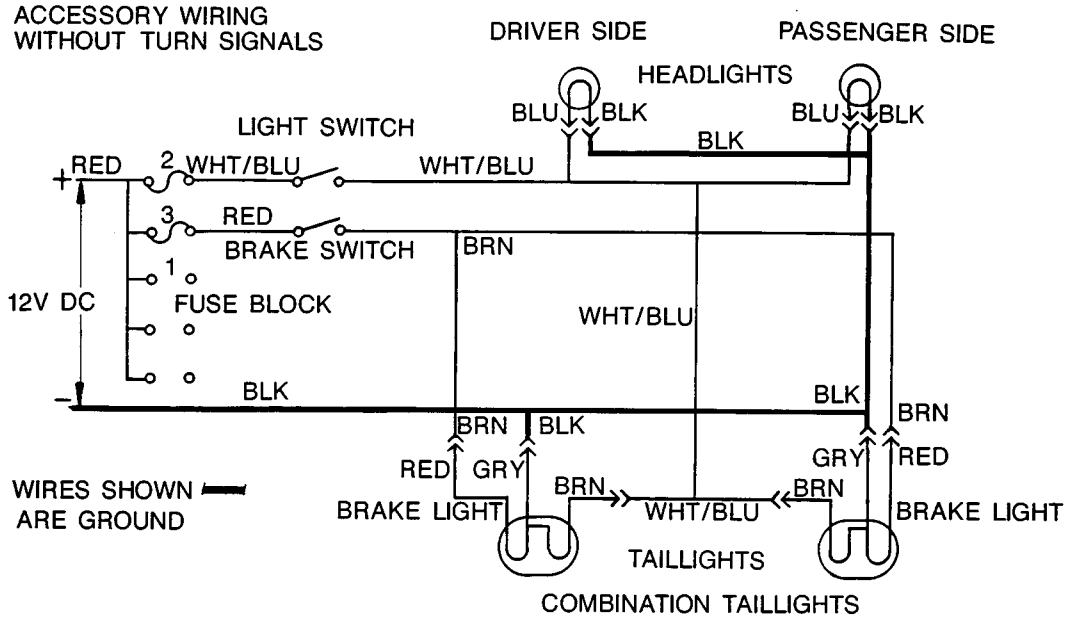 ACCESSORY WIRING
WITHOUT TURN SIGNALS
DRIVER SIDE
PASSENGER SIDE
HEADLIGHTS
BLU
BLK
BLU
BLK
LIGHT SWITCH
BLK
+
RED
2
WHT/BLU
WHT/BLU
3
RED
BRAKE SWITCH
BRN
1
12V DC
FUSE BLOCK
WHT/BLU
-
BLK
BLK
BRN
BRN
BLK
RED
GRY
GRY
RED
WIRES SHOWN
ARE GROUND
BRN
WHT/BLU
BRN
BRAKE LIGHT
BRAKE LIGHT
TAILLIGHTS
COMBINATION TAILLIGHTS